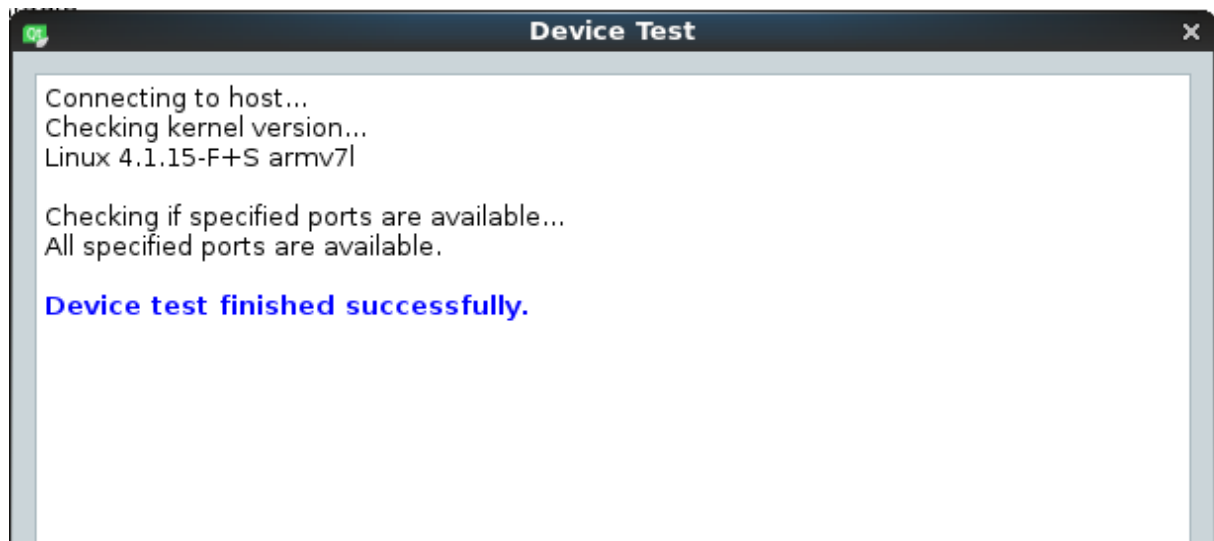 Device Test
Connecting to host...
Checking kernel version...
Linux 4.1.15-F+S armv7l
Checking if specified ports are available...
All specified ports are available.
Device test finished successfully.